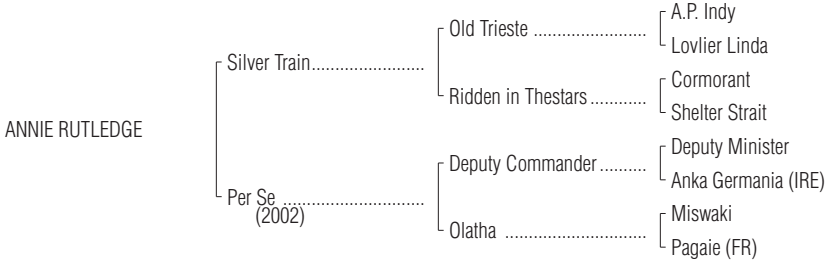 A.P. Indy
Old Trieste ........................
Lovlier Linda
Silver Train........................
Cormorant
Ridden in Thestars............
Shelter Strait
ANNIE RUTLEDGE
Deputy Minister
Deputy Commander..........
Anka Germania (IRE)
Per Se ..............................
(2002)
Miswaki
Olatha ..............................
Pagaie (FR)